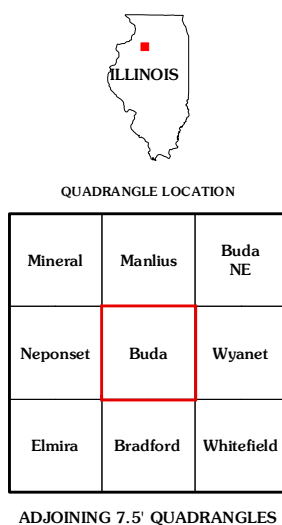 ILLINOIS
QUADRANGLE LOCATION
Mineral
Manlius
Buda
NE
Neponset
Buda
Wyanet
Elmira
Bradford
Whitefield
ADJOINING 7.5' QUADRANGLES